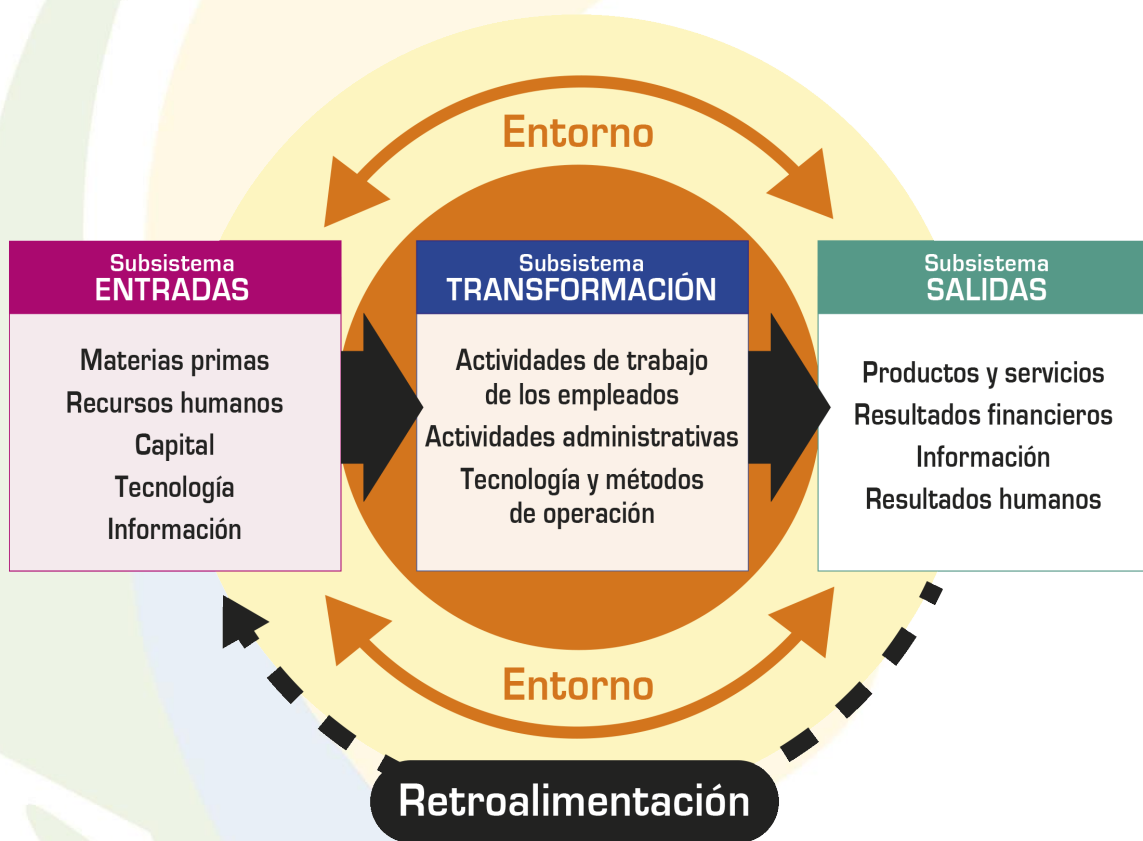 Entorno
Subsistema
ENTRADAS
Materias primas
Recursos humanos
Capital
Tecnología
Información
Subsistema
TRANSFORMACIÓN
Actividades de trabajo
de los empleados
Actividades administrativas
Tecnología y métodos
de operación
Subsistema
SALIDAS
Productos y servicios
Resultados financieros
Información
Resultados humanos
Entorno
Retroalimentación